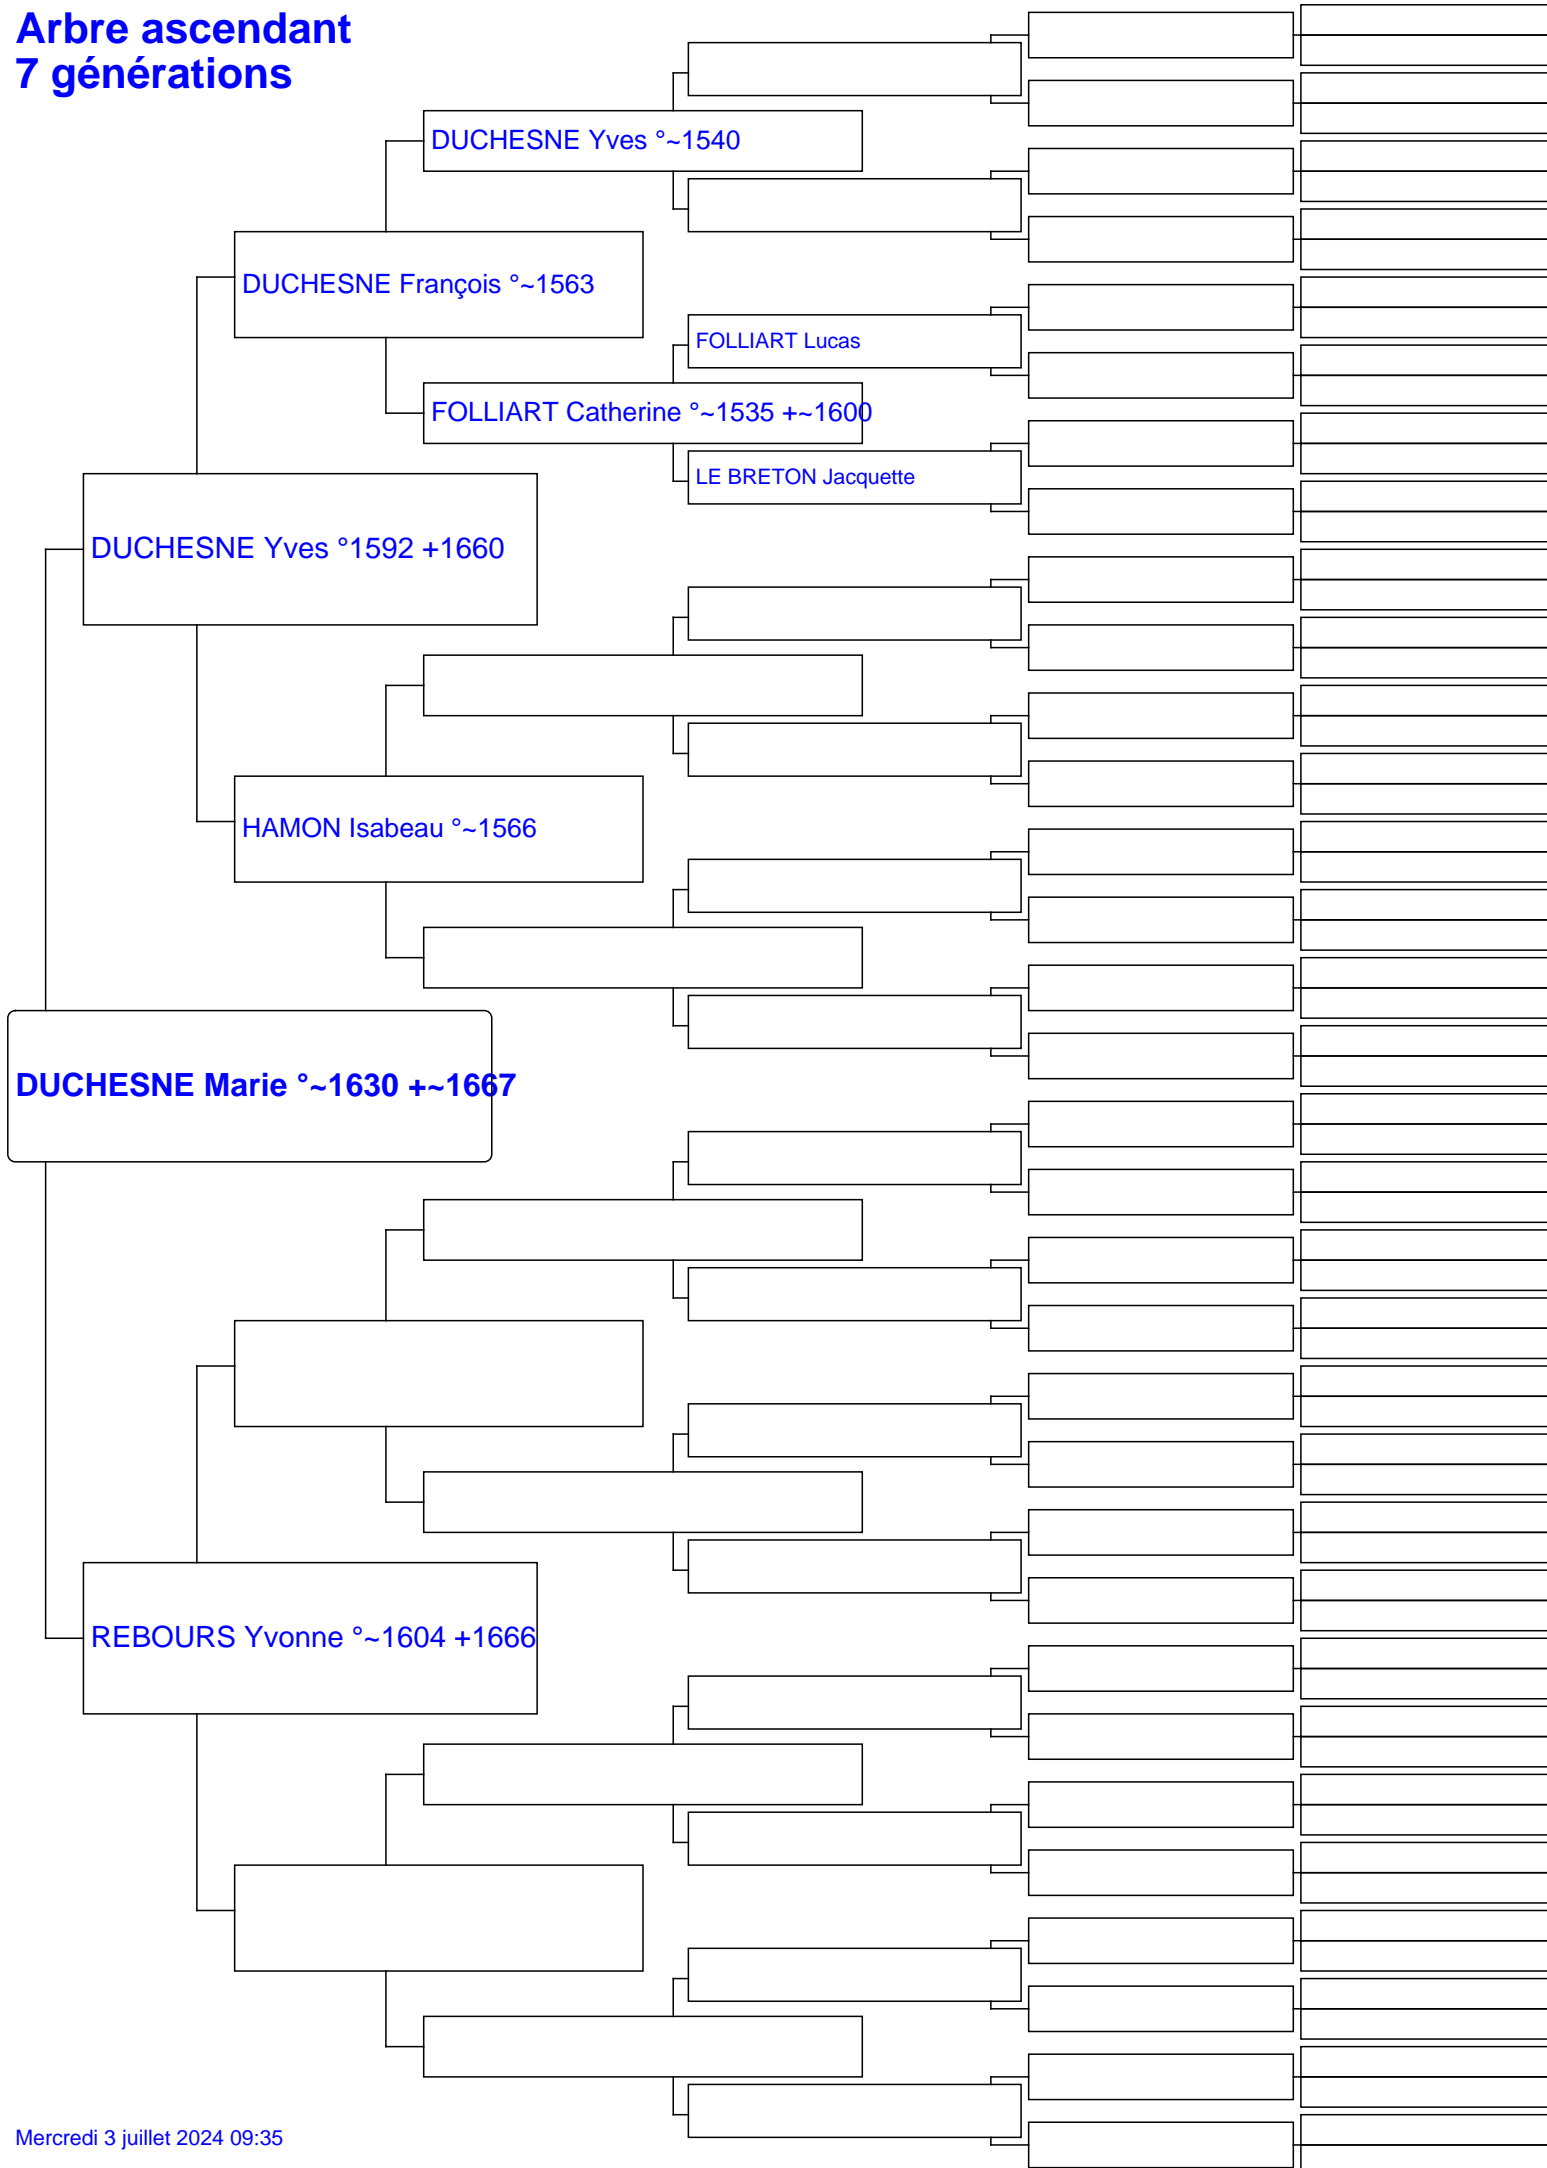 Arbre ascendant
7 générations
DUCHESNE Yves °~1540
DUCHESNE François °~1563
FOLLIART Lucas
FOLLIART Catherine °~1535 +~1600
LE BRETON Jacquette
DUCHESNE Yves °1592 +1660
HAMON Isabeau °~1566
DUCHESNE Marie °~1630 +~1667
REBOURS Yvonne °~1604 +1666
Mercredi 3 juillet 2024 09:35